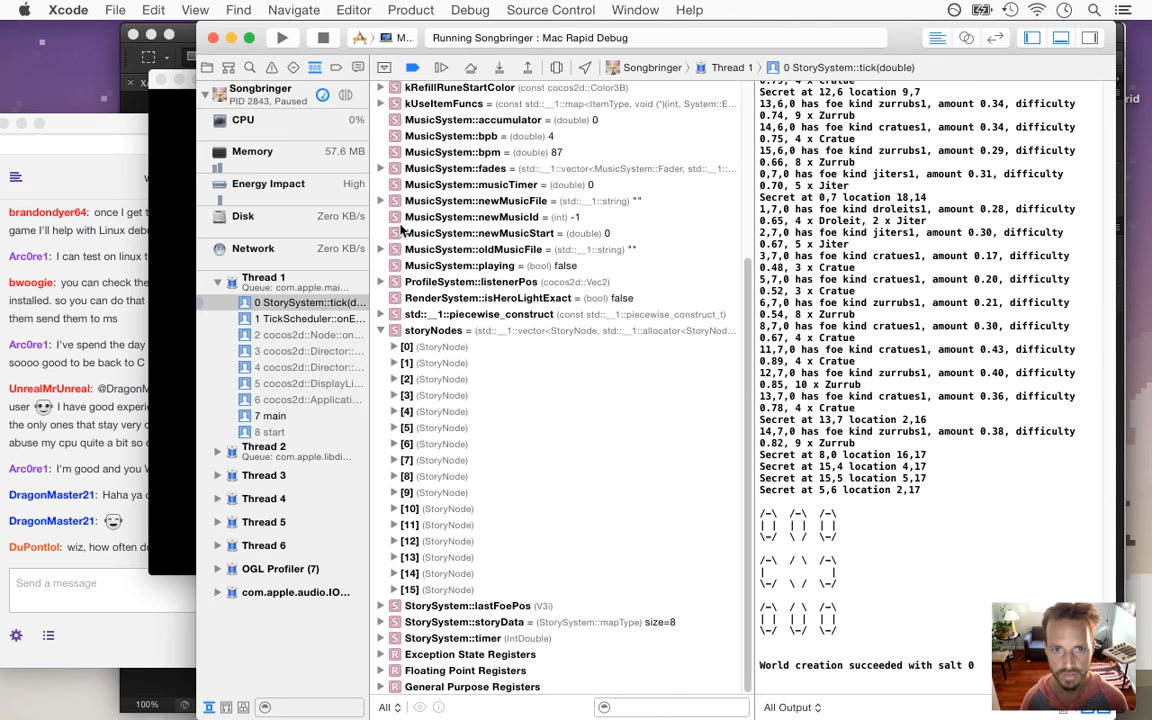 Xcode File Edit View Find Navigate Editor Product Debug Source Control Window Help
M... Running Songbringer : Mac Rapid Debug
Songbringer Thread 1 0 StorySystem::tick(double)
Songbringer
PID 2843, Paused
CPU 0%
Memory 57.6 MB
Energy Impact High
Disk Zero KB/s
Network Zero KB/s
Thread 1
Queue: com.apple.mai...
0 StorySystem::tick(d...
1 TickScheduler::onE...
2 cocos2d::Node::on...
3 cocos2d::Director:...
4 cocos2d::Director:...
5 cocos2d::DisplayLi...
6 cocos2d::Applicati...
7 main
8 start
Thread 2
Queue: com.apple.libdi...
Thread 3
Thread 4
Thread 5
Thread 6
OGL Profiler (7)
com.apple.audio.IO...
brandondyer64: once I get t
game I'll help with Linux debu
Arc0re1: I can test on linux t
bwoogie: you can check the
installed. so you can do that
them send them to ms
Arc0re1: I've spend the day
soooo good to be back to C
UnrealMrUnreal: @DragonM
user I have good experie
the only ones that stay very c
abuse my cpu quite a bit so c
Arc0re1: I'm good and you W
DragonMaster21: Haha ya c
DragonMaster21:
DuPontlol: wiz, how often do
Send a message
100%
kRefillRuneStartColor (const cocos2d::Color3B)
kUseItemFuncs = (const std::__1::map<ItemType, void (*)(int, System::E...
MusicSystem::accumulator = (double) 0
MusicSystem::bpb = (double) 4
MusicSystem::bpm = (double) 87
MusicSystem::fades = (std::__1::vector<MusicSystem::Fader, std::__1::...
MusicSystem::musicTimer = (double) 0
MusicSystem::newMusicFile = (std::__1::string) ""
MusicSystem::newMusicId = (int) -1
MusicSystem::newMusicStart = (double) 0
MusicSystem::oldMusicFile = (std::__1::string) ""
MusicSystem::playing = (bool) false
ProfileSystem::listenerPos (cocos2d::Vec2)
RenderSystem::isHeroLightExact = (bool) false
std::__1::piecewise_construct (const std::__1::piecewise_construct_t)
storyNodes = (std::__1::vector<StoryNode, std::__1::allocator<StoryNod...
[0] (StoryNode)
[1] (StoryNode)
[2] (StoryNode)
[3] (StoryNode)
[4] (StoryNode)
[5] (StoryNode)
[6] (StoryNode)
[7] (StoryNode)
[8] (StoryNode)
[9] (StoryNode)
[10] (StoryNode)
[11] (StoryNode)
[12] (StoryNode)
[13] (StoryNode)
[14] (StoryNode)
[15] (StoryNode)
StorySystem::lastFoePos (V3i)
StorySystem::storyData = (StorySystem::mapType) size=8
StorySystem::timer (IntDouble)
Exception State Registers
Floating Point Registers
General Purpose Registers
All
0.75, 4 x Cratue
Secret at 12,6 location 9,7
13,6,0 has foe kind zurrubs1, amount 0.34, difficulty
0.74, 9 x Zurrub
14,6,0 has foe kind cratues1, amount 0.34, difficulty
0.75, 4 x Cratue
15,6,0 has foe kind zurrubs1, amount 0.29, difficulty
0.66, 8 x Zurrub
0,7,0 has foe kind jiters1, amount 0.31, difficulty
0.70, 5 x Jiter
Secret at 0,7 location 18,14
1,7,0 has foe kind droleits1, amount 0.28, difficulty
0.65, 4 x Droleit, 2 x Jiter
2,7,0 has foe kind jiters1, amount 0.30, difficulty
0.67, 5 x Jiter
3,7,0 has foe kind cratues1, amount 0.17, difficulty
0.48, 3 x Cratue
5,7,0 has foe kind cratues1, amount 0.20, difficulty
0.52, 3 x Cratue
6,7,0 has foe kind zurrubs1, amount 0.21, difficulty
0.54, 8 x Zurrub
8,7,0 has foe kind cratues1, amount 0.30, difficulty
0.67, 4 x Cratue
11,7,0 has foe kind cratues1, amount 0.43, difficulty
0.89, 4 x Cratue
12,7,0 has foe kind zurrubs1, amount 0.40, difficulty
0.85, 10 x Zurrub
13,7,0 has foe kind cratues1, amount 0.36, difficulty
0.78, 4 x Cratue
Secret at 13,7 location 2,16
14,7,0 has foe kind zurrubs1, amount 0.38, difficulty
0.82, 9 x Zurrub
Secret at 8,0 location 16,17
Secret at 15,4 location 4,17
Secret at 15,5 location 5,17
Secret at 5,6 location 2,17
/-\ /-\ /-\
| | | | | |
\-/ \ / \-/
/-\ / \ /-\
| |
\-/ \ / \-/
/-\ / \ /-\
| | | | | |
\-/ \-/ \-/
World creation succeeded with salt 0
All Output